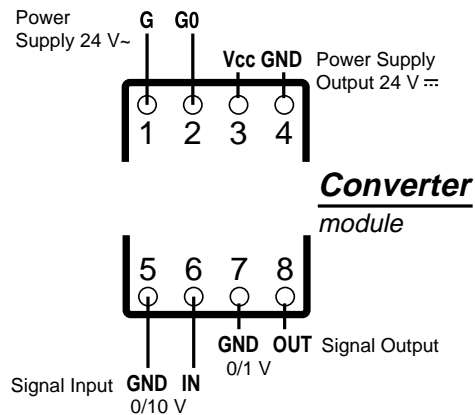 Power
Supply 24 V~
G G0
Vcc GND
Power Supply
Output 24 V ⎓
1 2 3 4
Converter
module
5 6 7 8
GND OUT Signal Output
0/1 V
Signal Input GND IN
0/10 V